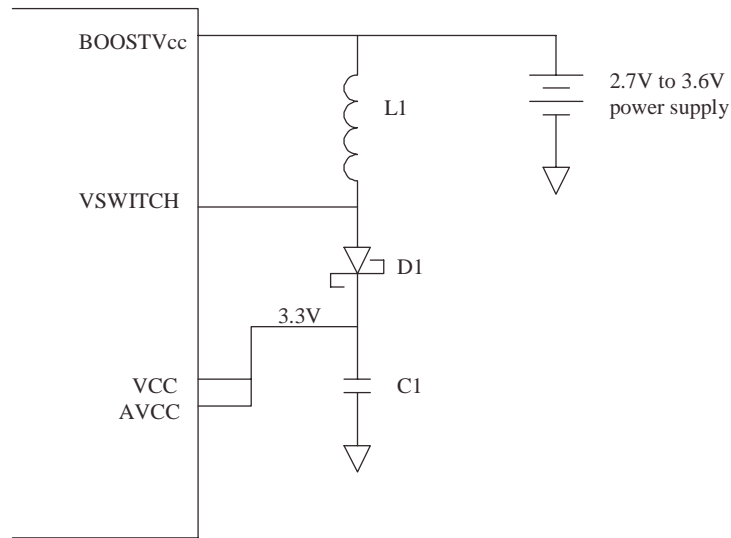 BOOSTVcc
2.7V to 3.6V
power supply
L1
VSWITCH
D1
3.3V
VCC
C1
AVCC